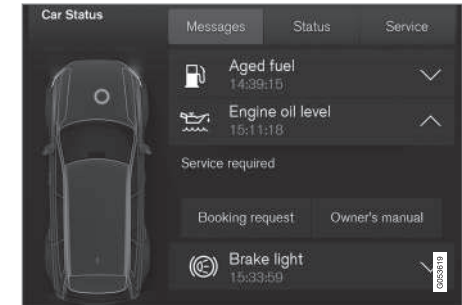 Car Status
Messages
Status
Service
Aged fuel
14:39:15
Engine oil level
15:11:18
Service required
Booking request
Owner's manual
Brake light
15:33:59
G053619